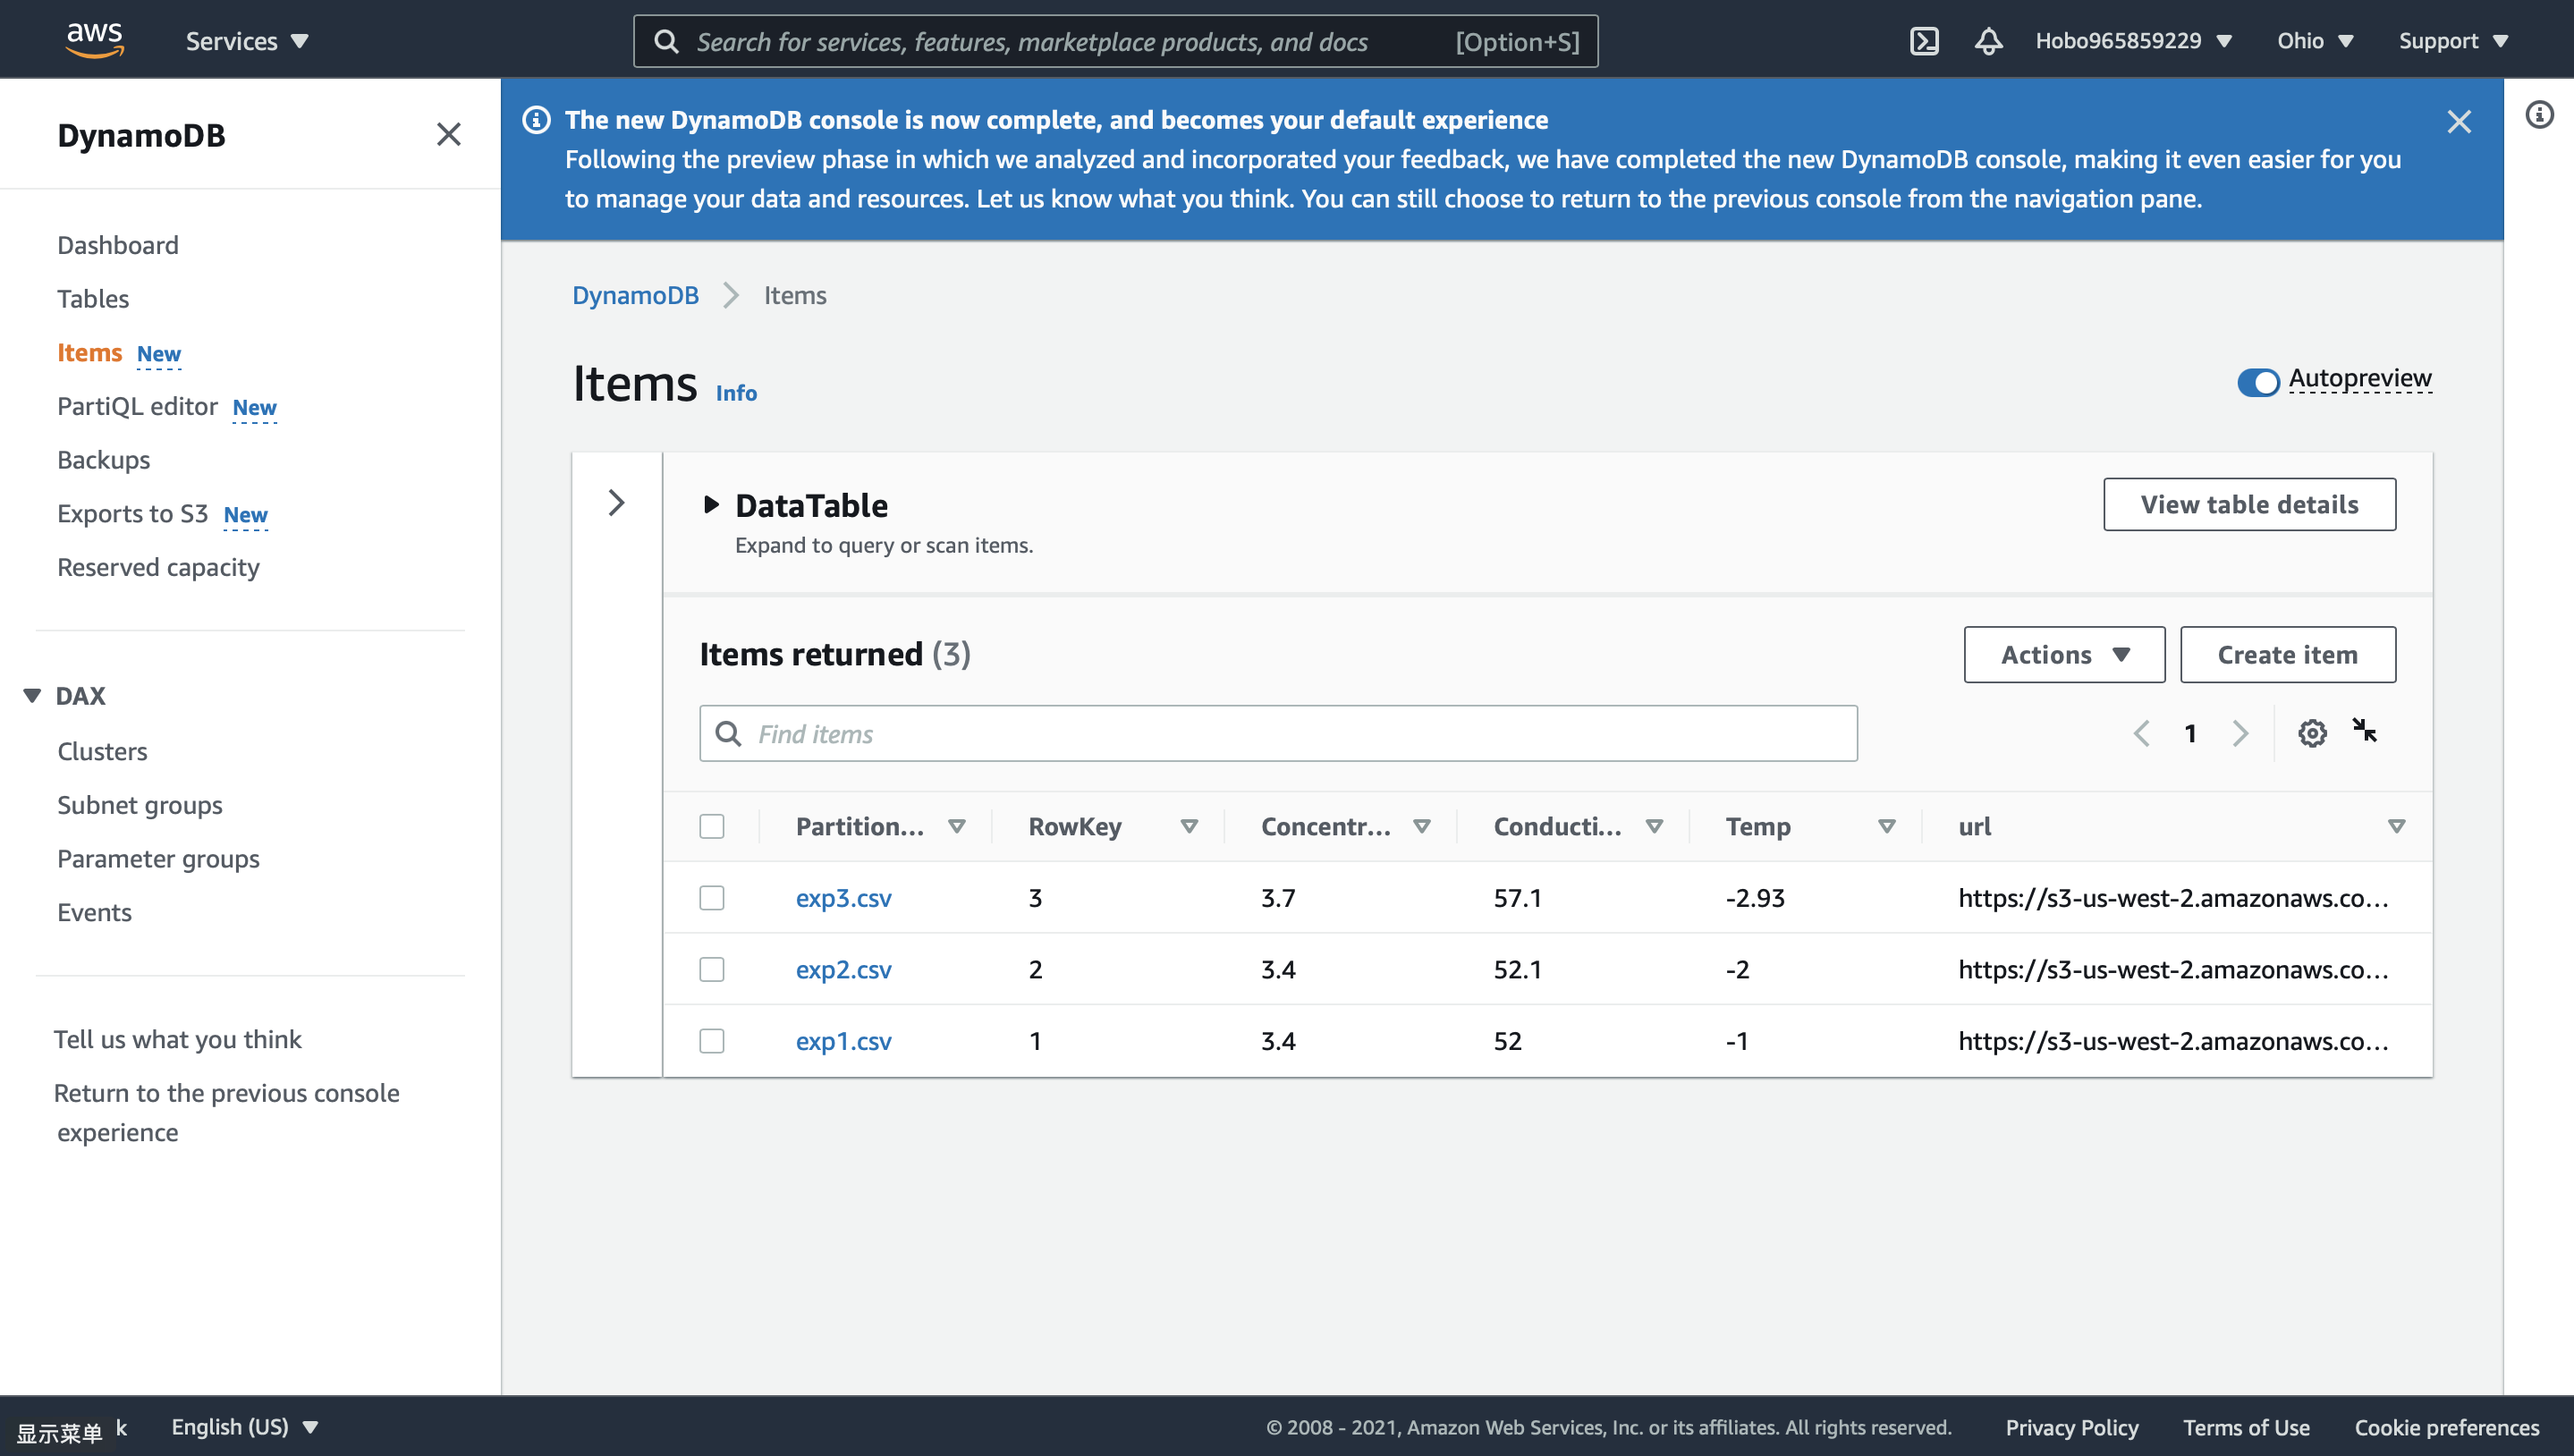 aws
Services
Search for services, features, marketplace products, and docs
[Option+S]
Hobo965859229
Ohio
Support
DynamoDB
Dashboard
Tables
Items New
PartiQL editor New
Backups
Exports to S3 New
Reserved capacity
DAX
Clusters
Subnet groups
Parameter groups
Events
Tell us what you think
Return to the previous console
experience
The new DynamoDB console is now complete, and becomes your default experience
Following the preview phase in which we analyzed and incorporated your feedback, we have completed the new DynamoDB console, making it even easier for you
to manage your data and resources. Let us know what you think. You can still choose to return to the previous console from the navigation pane.
DynamoDB Items
Items Info
Autopreview
DataTable
Expand to query or scan items.
View table details
Items returned (3)
Actions
Create item
Find items
1
Partition... RowKey Concentr... Conducti... Temp url
exp3.csv 3 3.7 57.1 -2.93 https://s3-us-west-2.amazonaws.co...
exp2.csv 2 3.4 52.1 -2 https://s3-us-west-2.amazonaws.co...
exp1.csv 1 3.4 52 -1 https://s3-us-west-2.amazonaws.co...
显示菜单 k
English (US)
© 2008 - 2021, Amazon Web Services, Inc. or its affiliates. All rights reserved.
Privacy Policy
Terms of Use
Cookie preferences